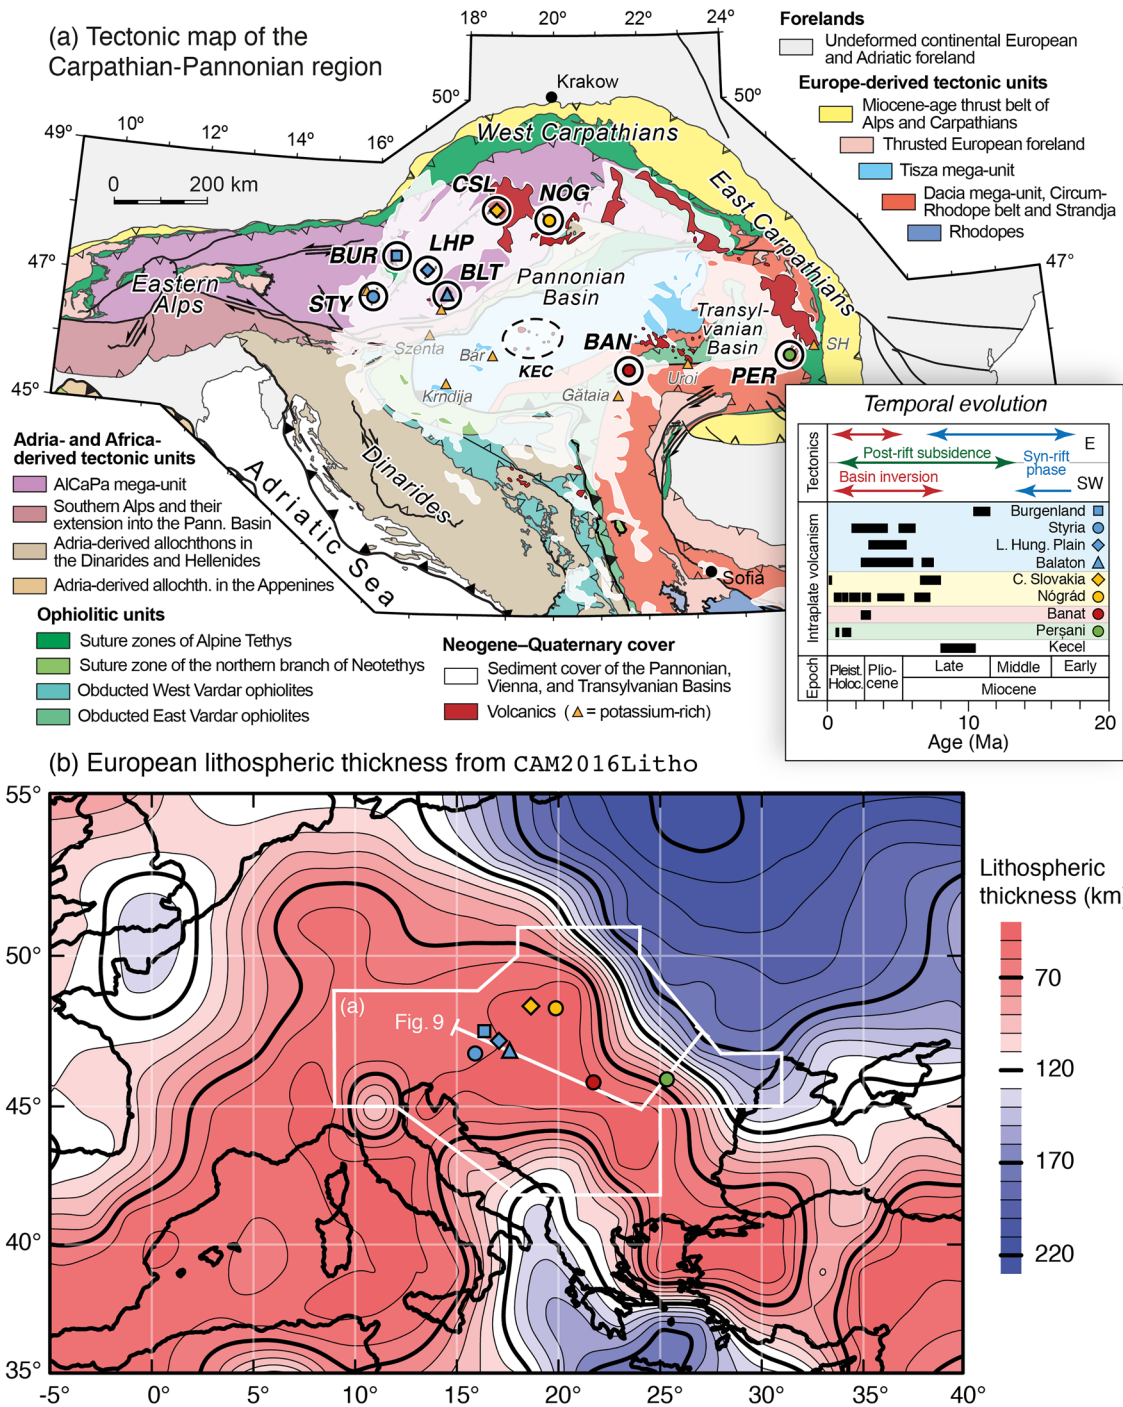 (a) Tectonic map of the
Carpathian-Pannonian region
18° 20° 22° 24°
50° 50°
49° 10° 12° 14° 16°
47° 47°
45°
0 200 km
Krakow
West Carpathians
East Carpathians
CSL
NOG
BUR
LHP
BLT
STY
Eastern
Alps
Pannonian
Basin
Transyl-
vanian
Basin
BAN
PER
SH
Szenta
Bár
KEC
Krndija
Gătaia
Uroi
Dinarides
Adriatic Sea
Sofia
Forelands
Undeformed continental European
and Adriatic foreland
Europe-derived tectonic units
Miocene-age thrust belt of
Alps and Carpathians
Thrusted European foreland
Tisza mega-unit
Dacia mega-unit, Circum-
Rhodope belt and Strandja
Rhodopes
Adria- and Africa-
derived tectonic units
AlCaPa mega-unit
Southern Alps and their
extension into the Pann. Basin
Adria-derived allochthons in
the Dinarides and Hellenides
Adria-derived allochth. in the Appenines
Ophiolitic units
Suture zones of Alpine Tethys
Suture zone of the northern branch of Neotethys
Obducted West Vardar ophiolites
Obducted East Vardar ophiolites
Neogene–Quaternary cover
Sediment cover of the Pannonian,
Vienna, and Transylvanian Basins
Volcanics ( = potassium-rich)
Temporal evolution
Tectonics
E
Post-rift subsidence
Syn-rift
phase
Basin inversion
SW
Intraplate volcanism
Burgenland
Styria
L. Hung. Plain
Balaton
C. Slovakia
Nógrád
Banat
Perșani
Kecel
Epoch
Pleist.
Holoc.
Plio-
cene
Late Middle Early
Miocene
0 10 20
Age (Ma)
(b) European lithospheric thickness from CAM2016Litho
55°
50°
45°
40°
35°
(a)
Fig. 9
-5° 0° 5° 10° 15° 20° 25° 30° 35° 40°
Lithospheric
thickness (km
70
120
170
220